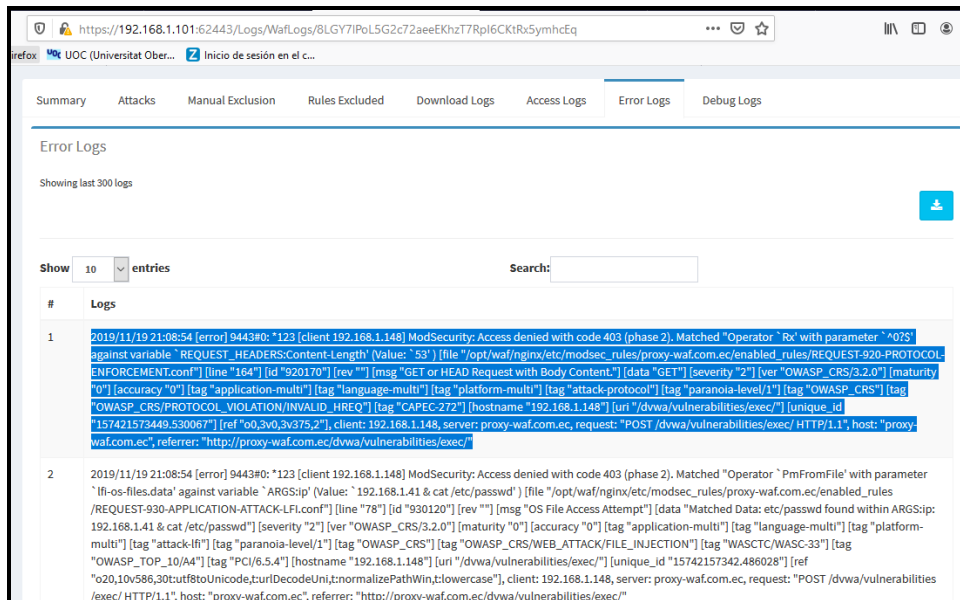 https://192.168.1.101:62443/Logs/WafLogs/8LGY7IPoL5G2c72aeeEKhzT7RpI6CKtRx5ymhcEq
irefox UOC (Universitat Ober... Inicio de sesión en el c...
Summary Attacks Manual Exclusion Rules Excluded Download Logs Access Logs Error Logs Debug Logs
Error Logs
Showing last 300 logs
Show 10 entries Search:
# Logs
1 2019/11/19 21:08:54 [error] 9443#0: *123 [client 192.168.1.148] ModSecurity: Access denied with code 403 (phase 2). Matched "Operator `Rx' with parameter `^0?$'
against variable `REQUEST_HEADERS:Content-Length' (Value: `53' ) [file "/opt/waf/nginx/etc/modsec_rules/proxy-waf.com.ec/enabled_rules/REQUEST-920-PROTOCOL-
ENFORCEMENT.conf"] [line "164"] [id "920170"] [rev ""] [msg "GET or HEAD Request with Body Content."] [data "GET"] [severity "2"] [ver "OWASP_CRS/3.2.0"] [maturity
"0"] [accuracy "0"] [tag "application-multi"] [tag "language-multi"] [tag "platform-multi"] [tag "attack-protocol"] [tag "paranoia-level/1"] [tag "OWASP_CRS"] [tag
"OWASP_CRS/PROTOCOL_VIOLATION/INVALID_HREQ"] [tag "CAPEC-272"] [hostname "192.168.1.148"] [uri "/dvwa/vulnerabilities/exec/"] [unique_id
"157421573449.530067"] [ref "o0,3v0,3v375,2"], client: 192.168.1.148, server: proxy-waf.com.ec, request: "POST /dvwa/vulnerabilities/exec/ HTTP/1.1", host: "proxy-
waf.com.ec", referrer: "http://proxy-waf.com.ec/dvwa/vulnerabilities/exec/"
2 2019/11/19 21:08:54 [error] 9443#0: *123 [client 192.168.1.148] ModSecurity: Access denied with code 403 (phase 2). Matched "Operator `PmFromFile' with parameter
`lfi-os-files.data' against variable `ARGS:ip' (Value: `192.168.1.41 & cat /etc/passwd' ) [file "/opt/waf/nginx/etc/modsec_rules/proxy-waf.com.ec/enabled_rules
/REQUEST-930-APPLICATION-ATTACK-LFI.conf"] [line "78"] [id "930120"] [rev ""] [msg "OS File Access Attempt"] [data "Matched Data: etc/passwd found within ARGS:ip:
192.168.1.41 & cat /etc/passwd"] [severity "2"] [ver "OWASP_CRS/3.2.0"] [maturity "0"] [accuracy "0"] [tag "application-multi"] [tag "language-multi"] [tag "platform-
multi"] [tag "attack-lfi"] [tag "paranoia-level/1"] [tag "OWASP_CRS"] [tag "OWASP_CRS/WEB_ATTACK/FILE_INJECTION"] [tag "WASCTC/WASC-33"] [tag
"OWASP_TOP_10/A4"] [tag "PCI/6.5.4"] [hostname "192.168.1.148"] [uri "/dvwa/vulnerabilities/exec/"] [unique_id "15742157342.486028"] [ref
"o20,10v586,30t:utf8toUnicode,t:urlDecodeUni,t:normalizePathWin,t:lowercase"], client: 192.168.1.148, server: proxy-waf.com.ec, request: "POST /dvwa/vulnerabilities
/exec/ HTTP/1.1", host: "proxy-waf.com.ec", referrer: "http://proxy-waf.com.ec/dvwa/vulnerabilities/exec/"